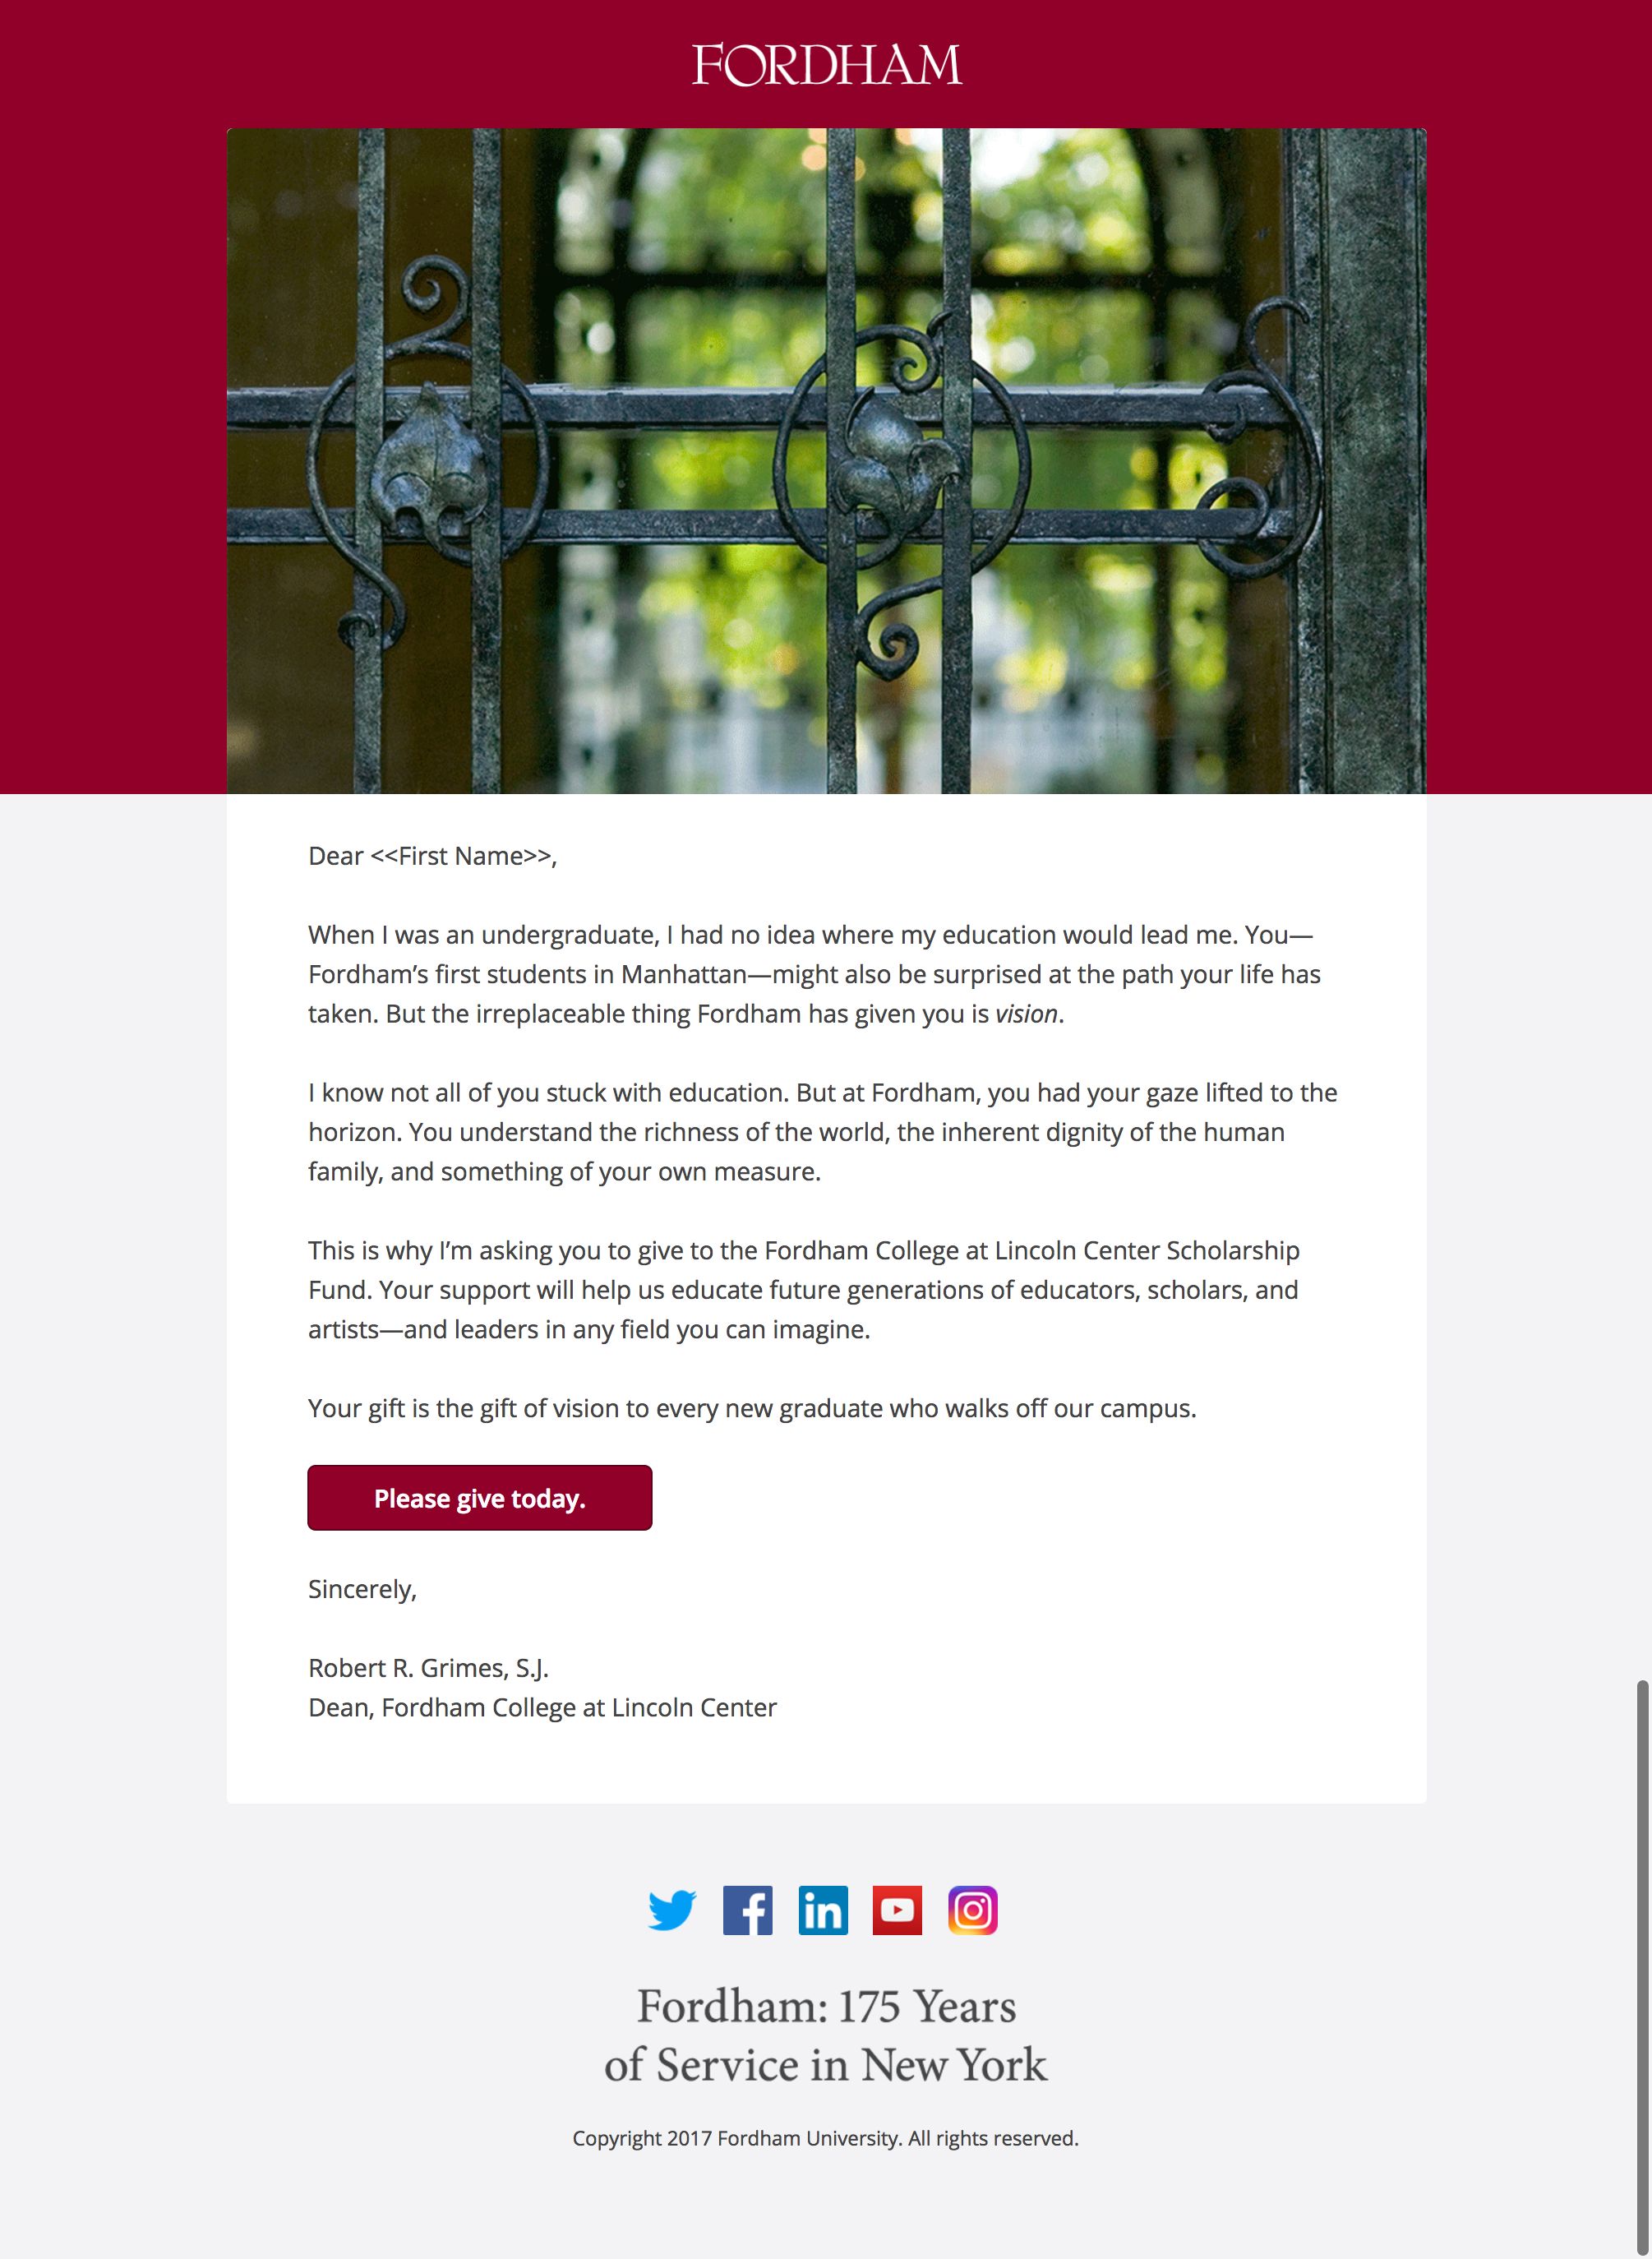 FORDHAM
Dear <<First Name>>,
When I was an undergraduate, I had no idea where my education would lead me. You—
Fordham’s first students in Manhattan—might also be surprised at the path your life has
taken. But the irreplaceable thing Fordham has given you is vision.
I know not all of you stuck with education. But at Fordham, you had your gaze lifted to the
horizon. You understand the richness of the world, the inherent dignity of the human
family, and something of your own measure.
This is why I’m asking you to give to the Fordham College at Lincoln Center Scholarship
Fund. Your support will help us educate future generations of educators, scholars, and
artists—and leaders in any field you can imagine.
Your gift is the gift of vision to every new graduate who walks off our campus.
Please give today.
Sincerely,
Robert R. Grimes, S.J.
Dean, Fordham College at Lincoln Center
in
Fordham: 175 Years
of Service in New York
Copyright 2017 Fordham University. All rights reserved.